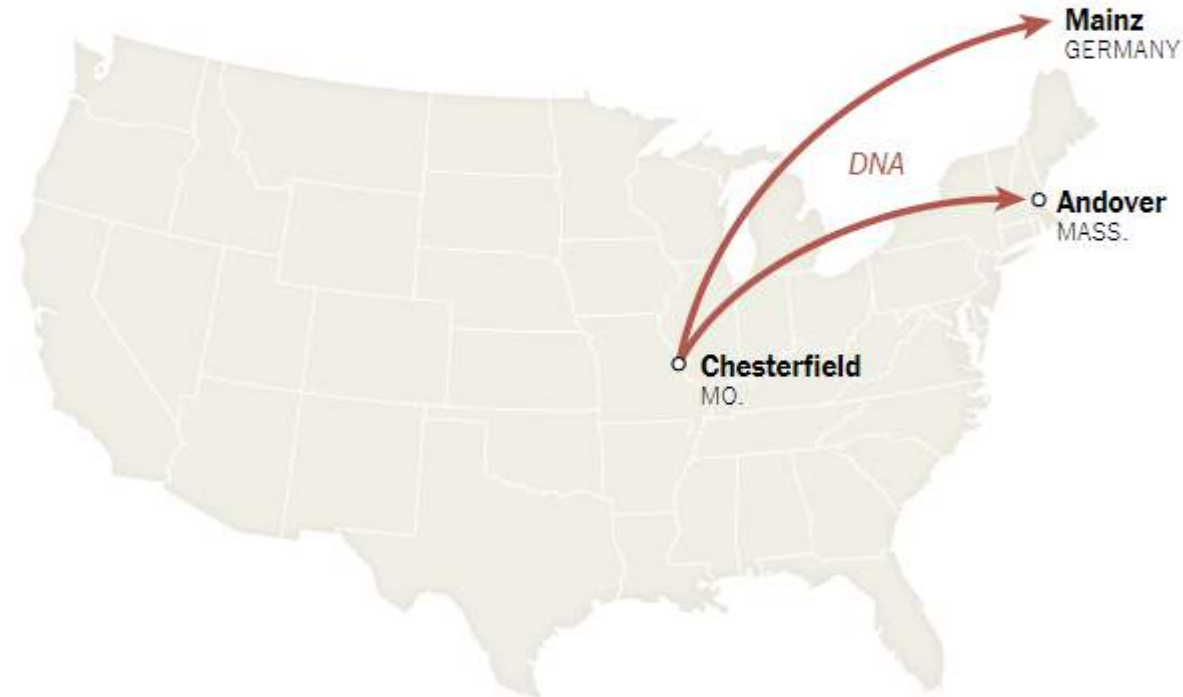 Mainz
GERMANY
DNA
Andover
MASS.
Chesterfield
MO.